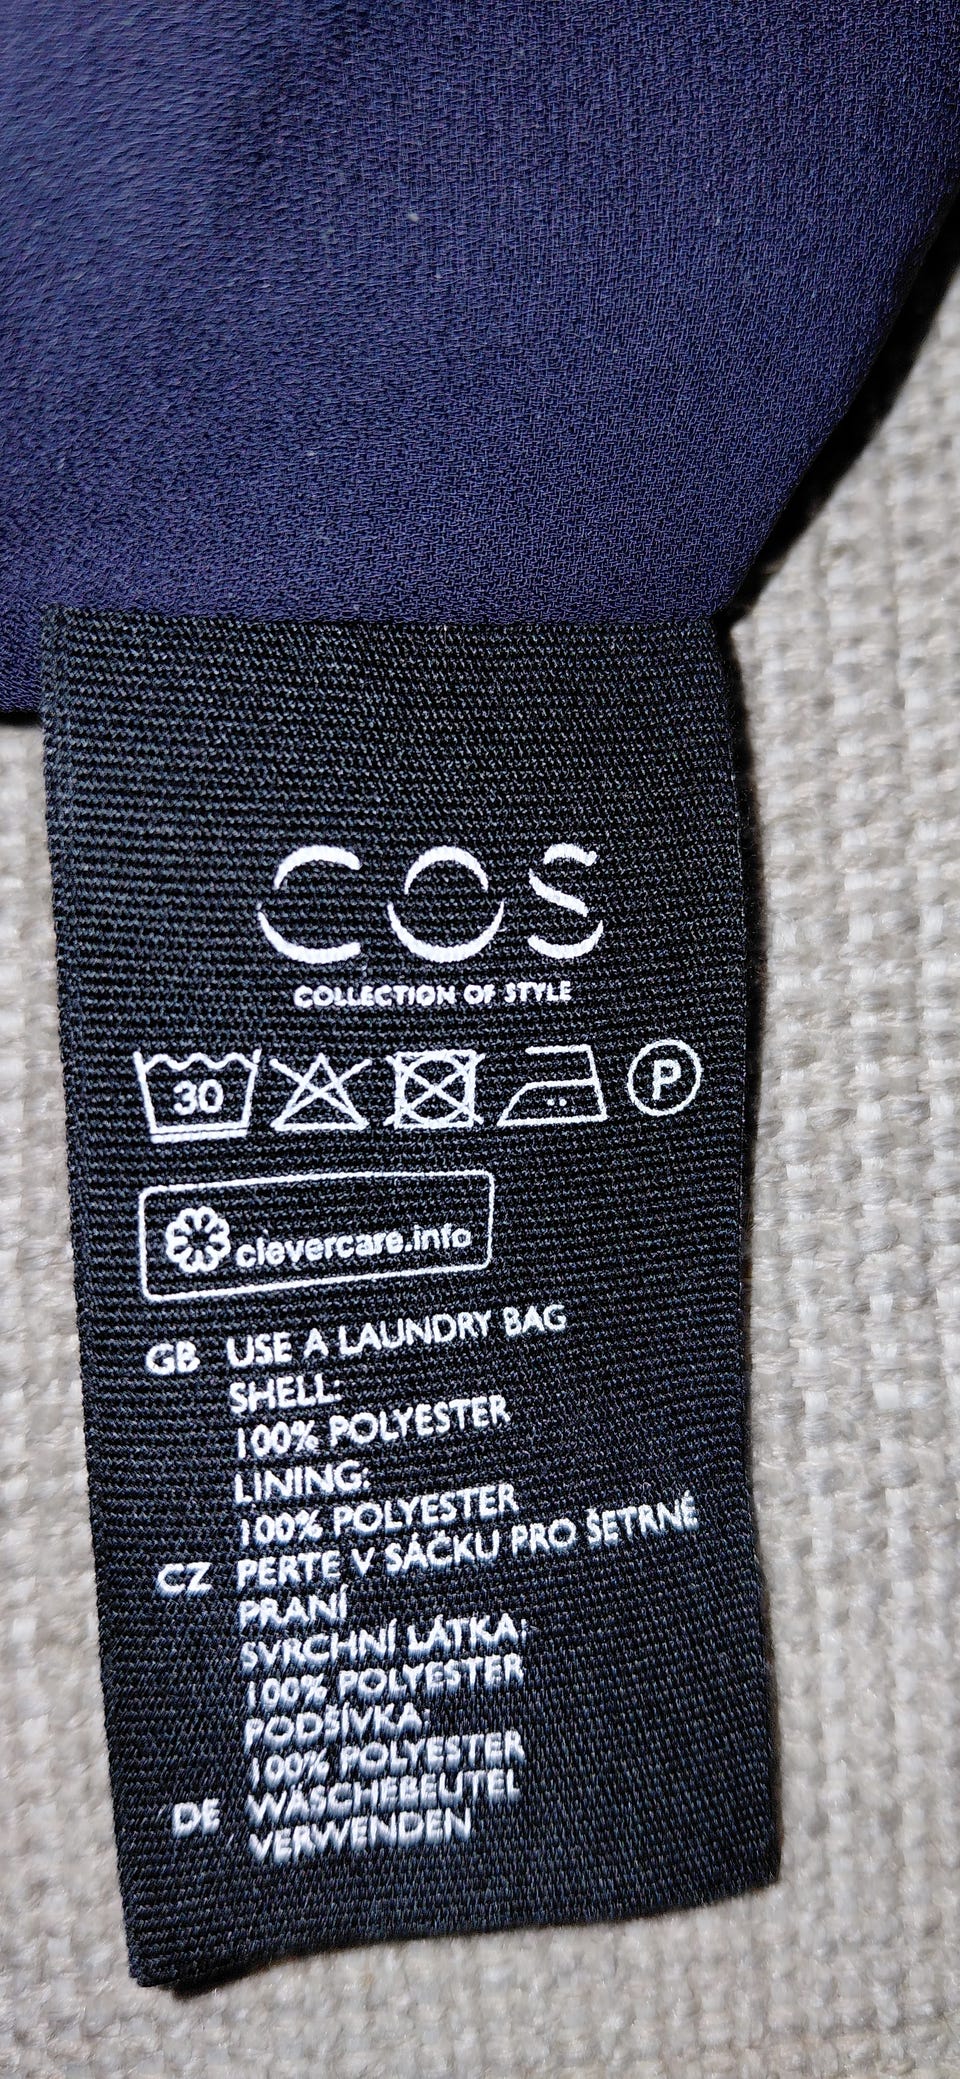 COS
COLLECTION OF STYLE
30 P
clevercare.info
GB USE A LAUNDRY BAG
SHELL:
100% POLYESTER
LINING:
100% POLYESTER
CZ PERTE V SÁČKU PRO ŠETRNÉ
PRANÍ
SVRCHNÍ LÁTKA:
100% POLYESTER
PODŠÍVKA:
100% POLYESTER
DE WÄSCHEBEUTEL
VERWENDEN